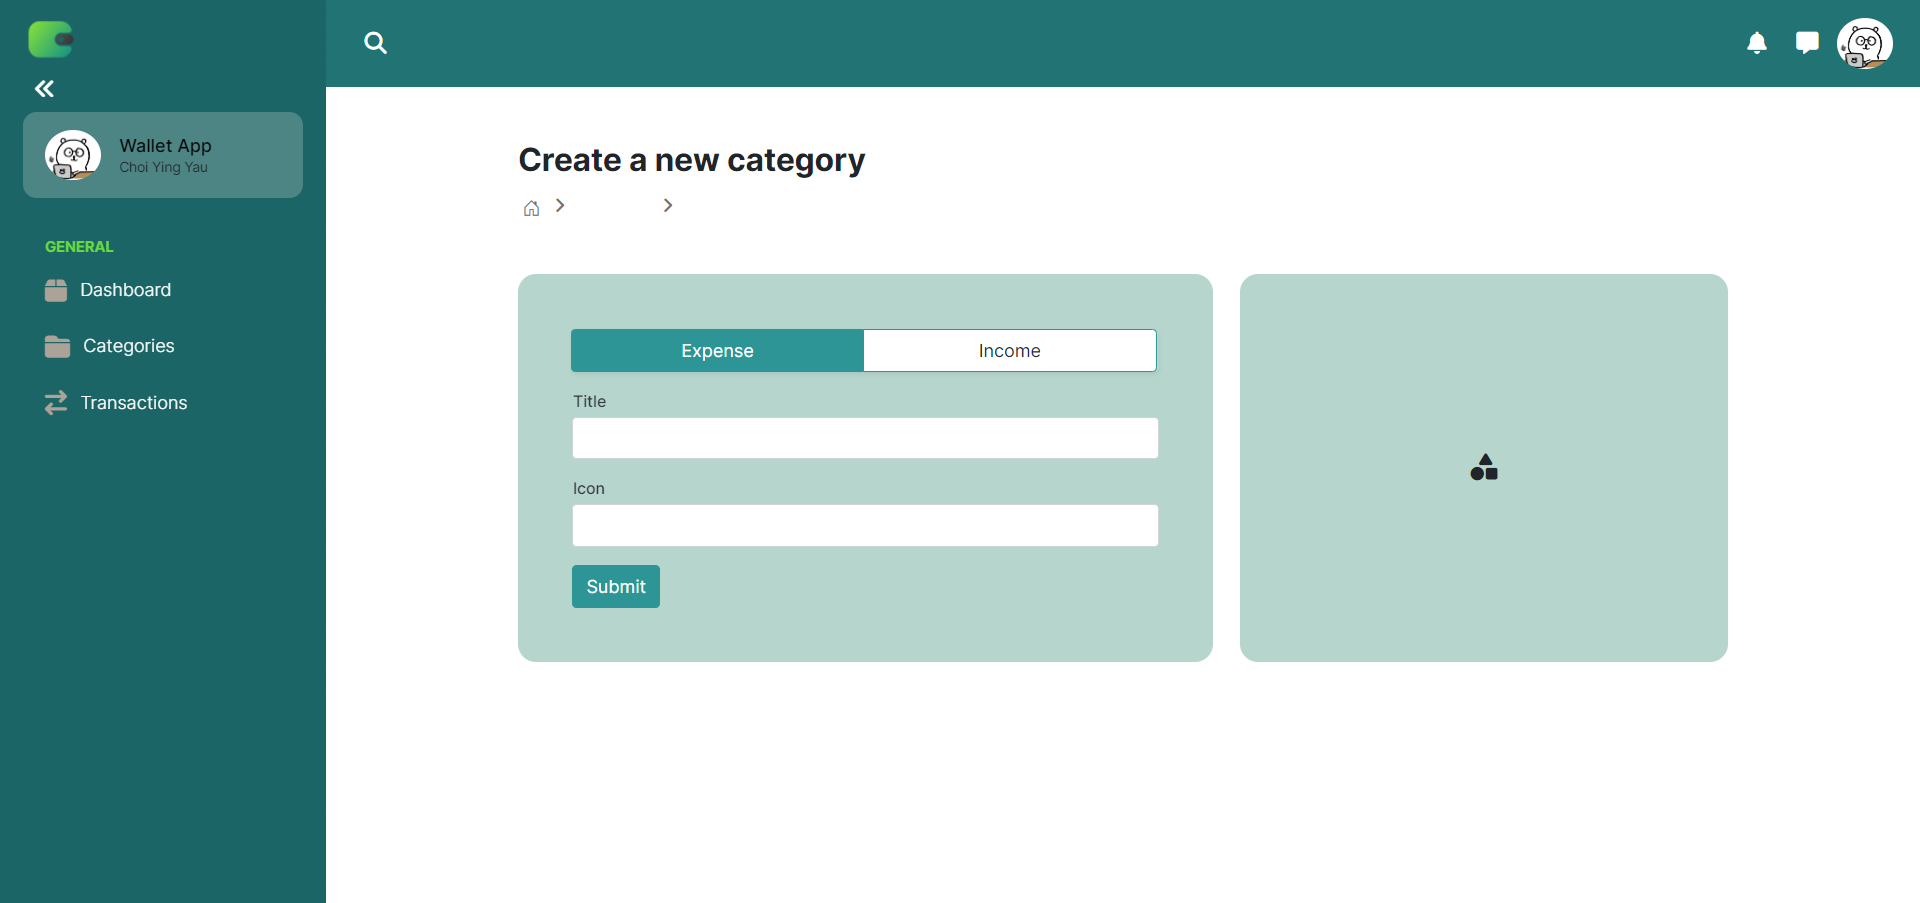 Wallet App
Choi Ying Yau
GENERAL
Dashboard
Categories
Transactions
Create a new category
Expense
Income
Title
Icon
Submit